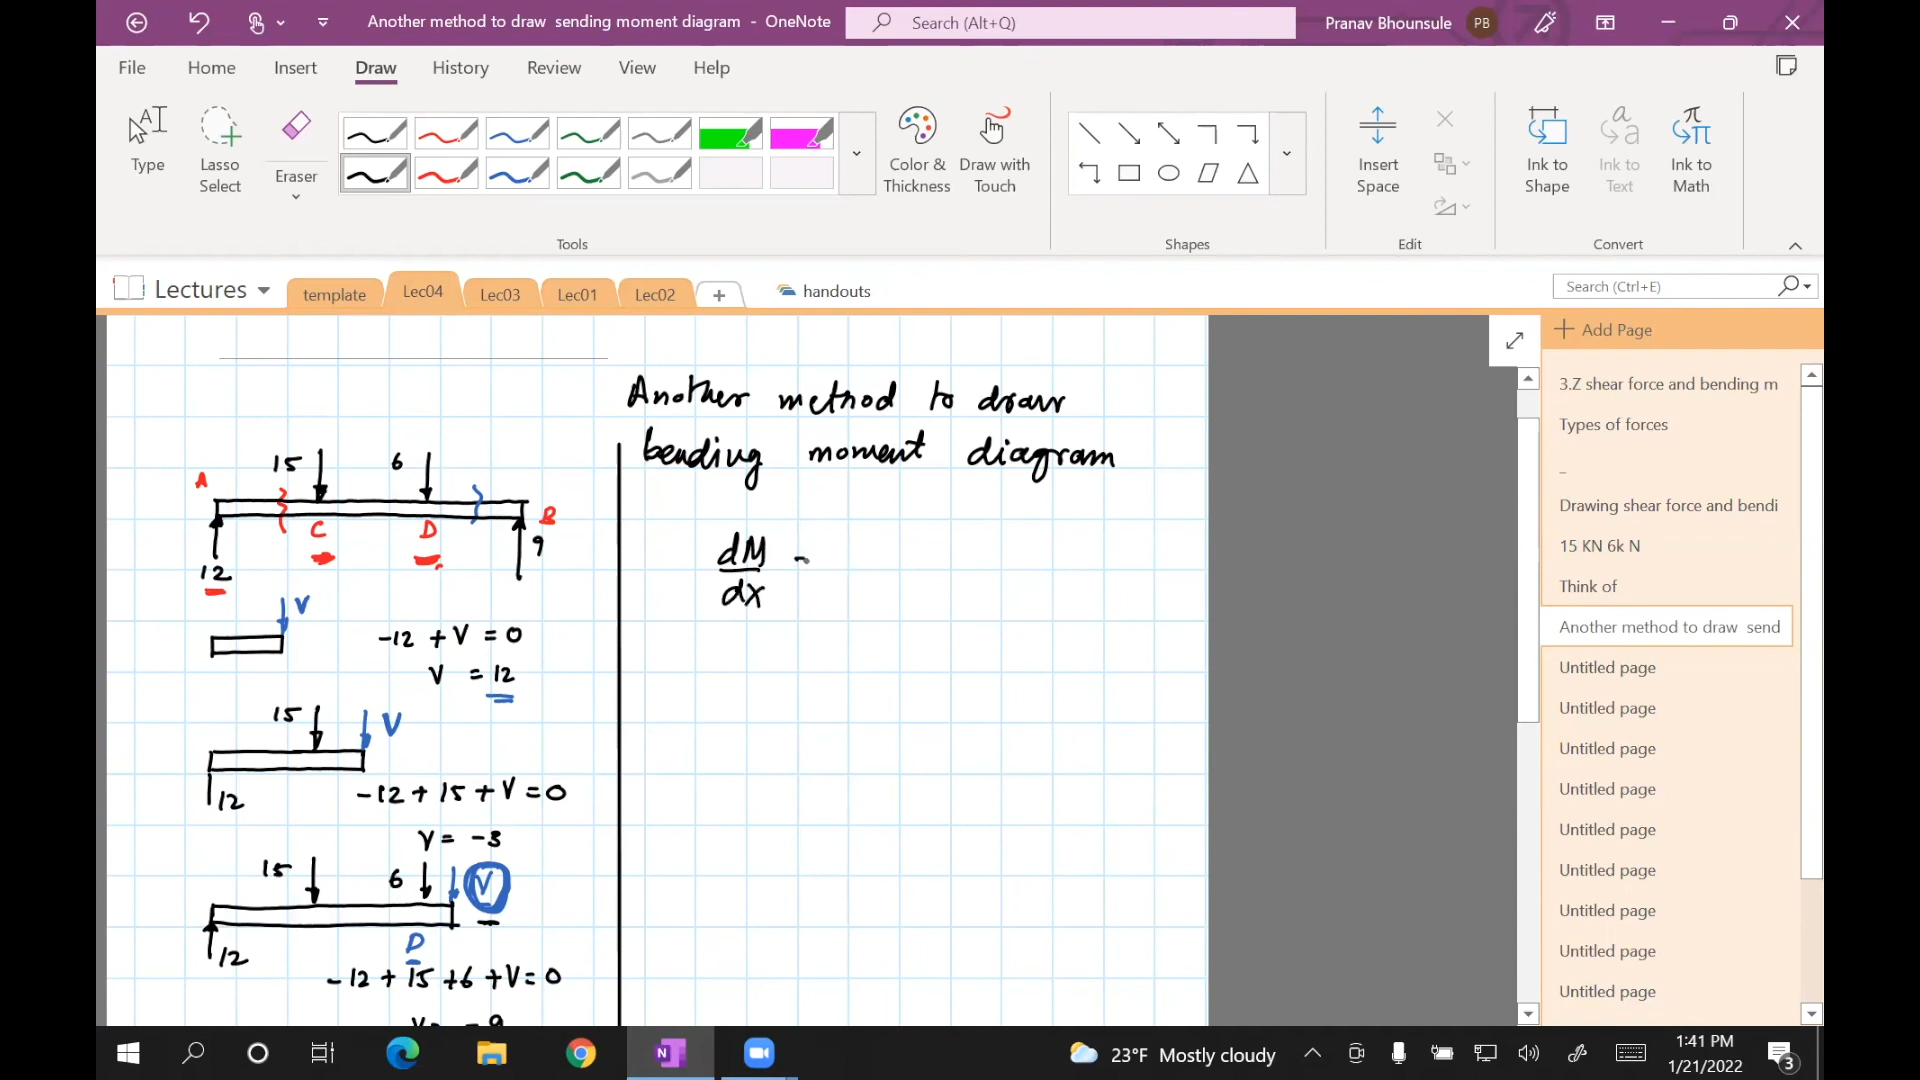 Another method to draw sending moment diagram - OneNote
Search (Alt+Q)
Pranav Bhounsule
PB
File Home Insert Draw History Review View Help
Type
Lasso Select
Eraser
Color & Thickness
Draw with Touch
Insert Space
Ink to Shape
Ink to Text
Ink to Math
Tools
Shapes
Edit
Convert
Lectures
template
Lec04
Lec03
Lec01
Lec02
handouts
Search (Ctrl+E)
Add Page
3.Z shear force and bending m
Types of forces
Drawing shear force and bendi
15 KN 6k N
Think of
Another method to draw send
Untitled page
Untitled page
Untitled page
Untitled page
Untitled page
Untitled page
Untitled page
Untitled page
Untitled page
15 6
A
C D B
12
9
V
-12 + V = 0
V = 12
15 V
12
-12 + 15 + V = 0
V = -3
15 6 V
D
12
-12 + 15 + 6 + V = 0
V= -9
Another method to draw
bending moment diagram
dM
dx
23°F Mostly cloudy
1:41 PM
1/21/2022
3